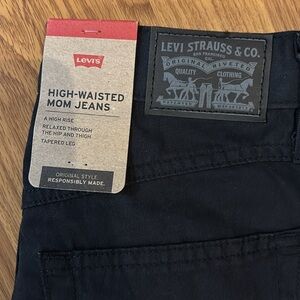 Levi's
HIGH-WAISTED
MOM JEANS
A HIGH RISE
RELAXED THROUGH
THE HIP AND THIGH
TAPERED LEG
ORIGINAL STYLE.
RESPONSIBLY MADE.
LEVI STRAUSS & CO.
SAN FRANCISCO
CAL
ORIGINAL RIVETED
QUALITY CLOTHING